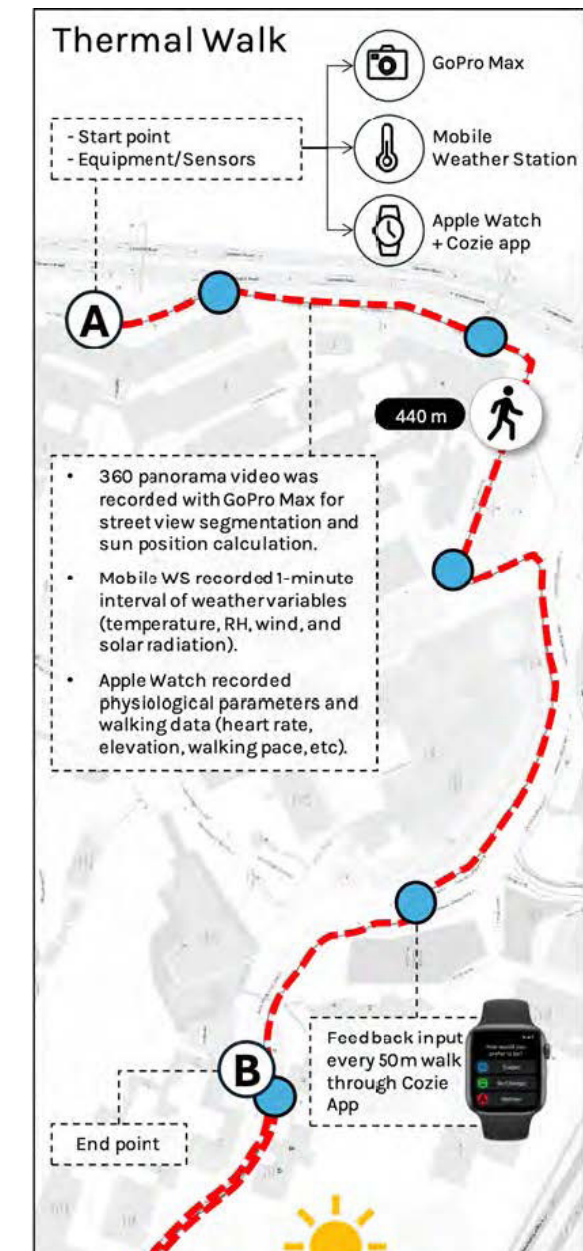 Thermal Walk
GoPro Max
- Start point
- Equipment/Sensors
Mobile
Weather Station
Apple Watch
+ Cozie app
A
440 m
• 360 panorama video was
recorded with GoPro Max for
street view segmentation and
sun position calculation.
• Mobile WS recorded 1-minute
interval of weather variables
(temperature, RH, wind, and
solar radiation).
• Apple Watch recorded
physiological parameters and
walking data (heart rate,
elevation, walking pace, etc).
Feedback input
every 50m walk
through Cozie
App
B
End point